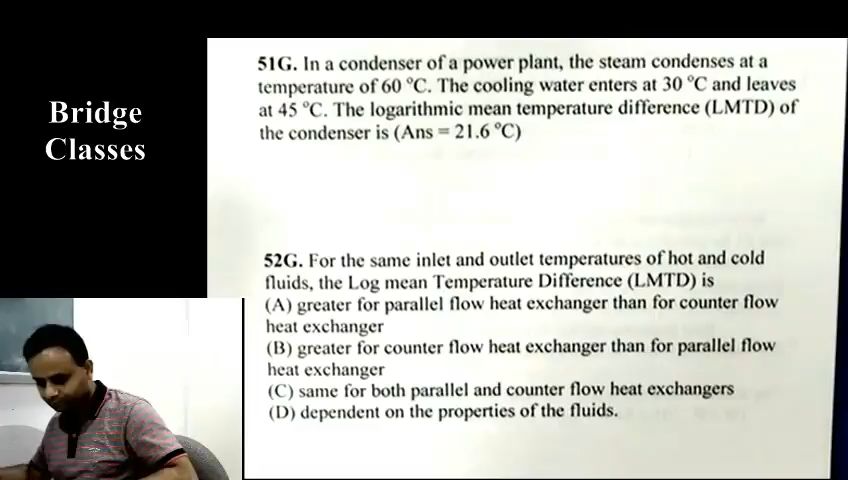 Bridge
Classes
51G. In a condenser of a power plant, the steam condenses at a
temperature of 60 °C. The cooling water enters at 30 °C and leaves
at 45 °C. The logarithmic mean temperature difference (LMTD) of
the condenser is (Ans = 21.6 °C)
52G. For the same inlet and outlet temperatures of hot and cold
fluids, the Log mean Temperature Difference (LMTD) is
(A) greater for parallel flow heat exchanger than for counter flow
heat exchanger
(B) greater for counter flow heat exchanger than for parallel flow
heat exchanger
(C) same for both parallel and counter flow heat exchangers
(D) dependent on the properties of the fluids.